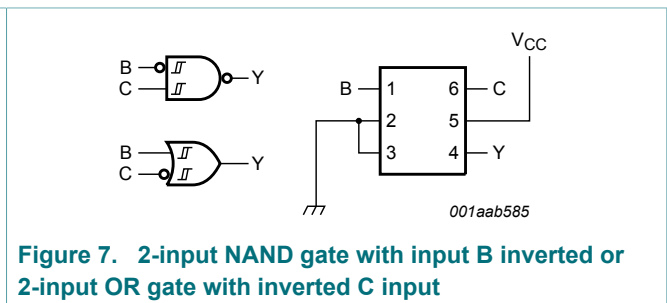 VCC
B
C
Y
B
C
Y
B 1 6 C
2 5
3 4 Y
001aab585
Figure 7. 2-input NAND gate with input B inverted or
2-input OR gate with inverted C input